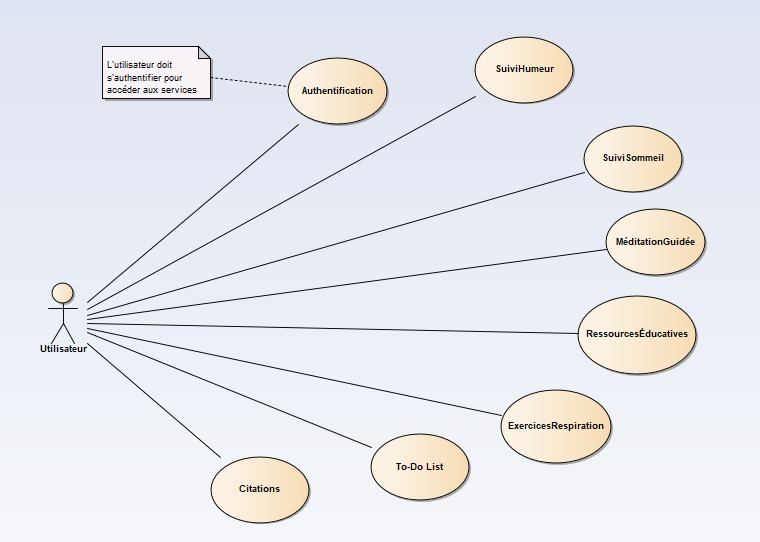 L'utilisateur doit
s'authentifier pour
accéder aux services
Authentification
SuiviHumeur
SuiviSommeil
MéditationGuidée
RessourcesÉducatives
Utilisateur
ExercicesRespiration
To-Do List
Citations